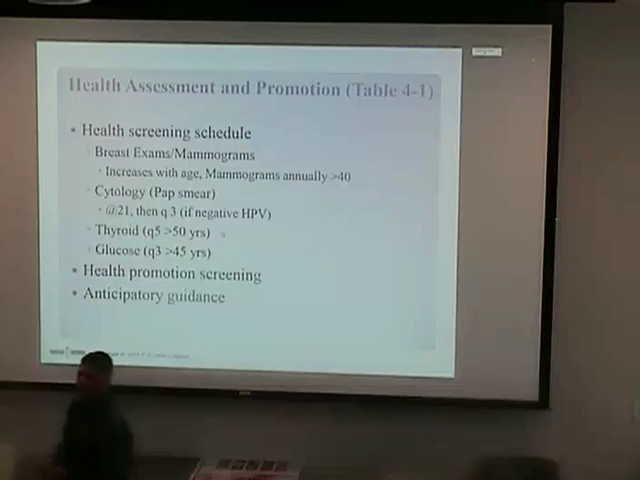 Health Assessment and Promotion (Table 4-1)
• Health screening schedule
Breast Exams/Mammograms
Increases with age, Mammograms annually >40
Cytology (Pap smear)
@21, then q 3 (if negative HPV)
Thyroid (q5 >50 yrs)
Glucose (q3 >45 yrs)
• Health promotion screening
• Anticipatory guidance